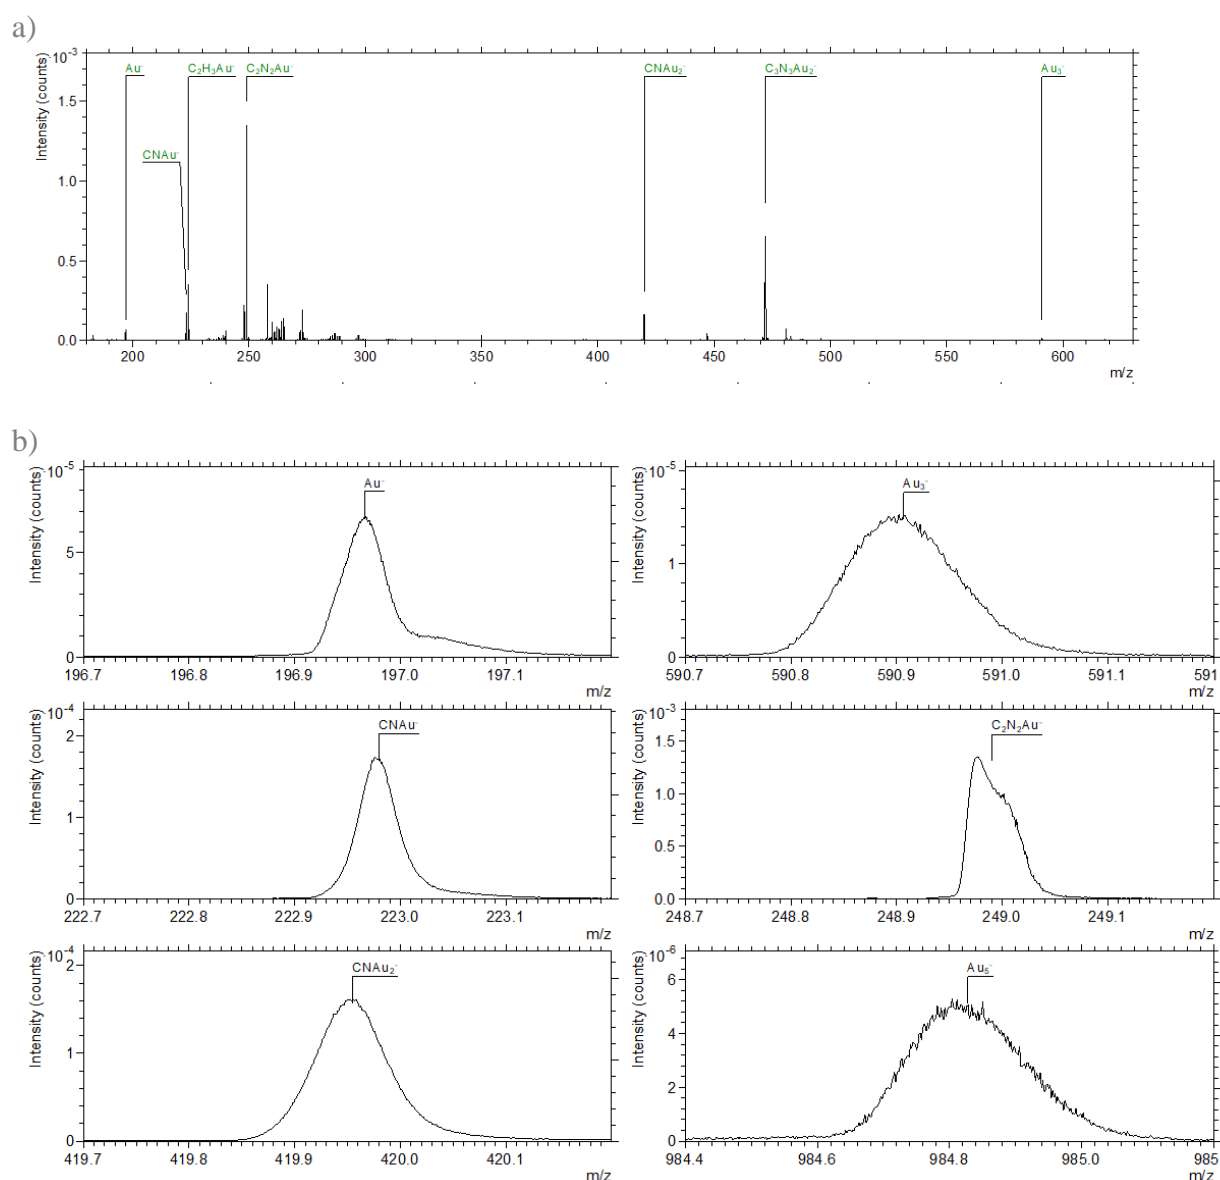 a)
·10⁻³
Intensity (counts)
1.5
1.0
0.5
0.0
Au⁻
C₂H₃Au⁻
C₂N₂Au⁻
CNAu₂⁻
C₃N₃Au₂⁻
Au₃⁻
CNAu⁻
200 250 300 350 400 450 500 550 600
m/z
b)
·10⁻⁵
Intensity (counts)
5
0
Au⁻
196.7 196.8 196.9 197.0 197.1
m/z
·10⁻⁵
Intensity (counts)
1
0
Au₃⁻
590.7 590.8 590.9 591.0 591.1 591
m/z
·10⁻⁴
Intensity (counts)
2
1
0
CNAu⁻
222.7 222.8 222.9 223.0 223.1
m/z
·10⁻³
Intensity (counts)
1.5
1.0
0.5
0.0
C₂N₂Au⁻
248.7 248.8 248.9 249.0 249.1
m/z
·10⁻⁴
Intensity (counts)
2
1
0
CNAu₂⁻
419.7 419.8 419.9 420.0 420.1
m/z
·10⁻⁶
Intensity (counts)
6
4
2
0
Au₅⁻
984.4 984.6 984.8 985.0 985
m/z